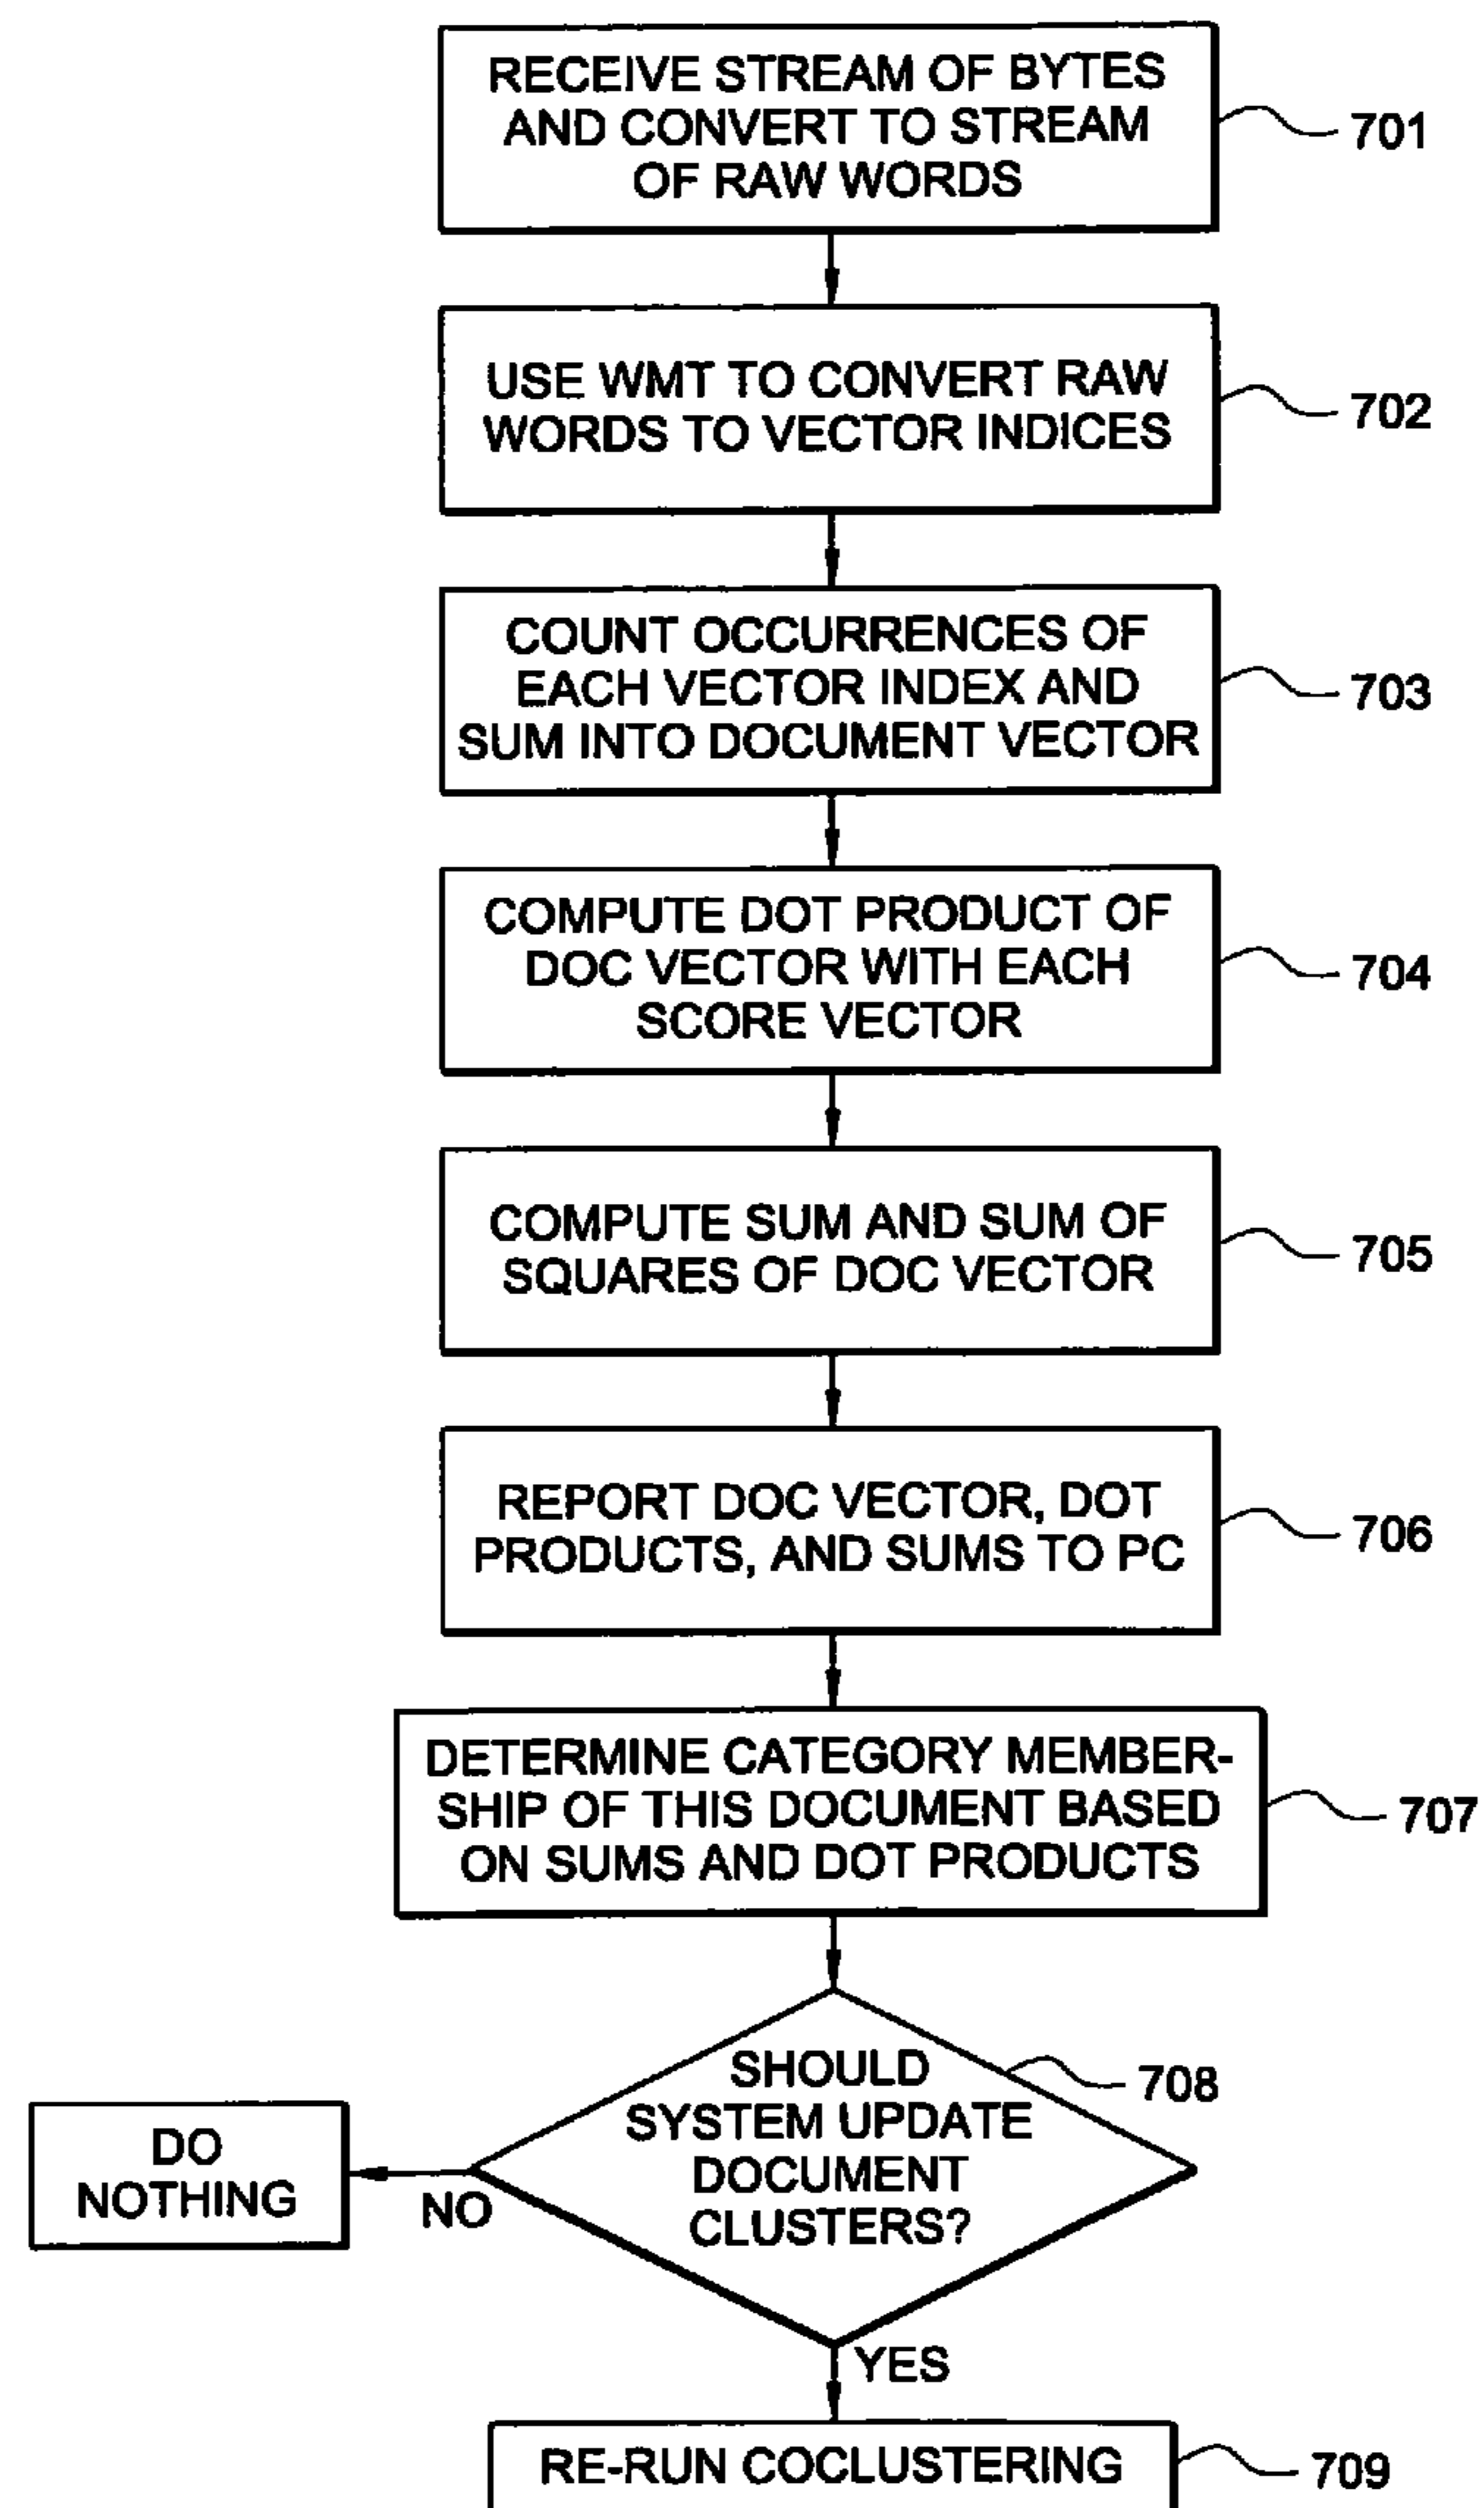 RECEIVE STREAM OF BYTES
AND CONVERT TO STREAM
OF RAW WORDS
701
USE WMT TO CONVERT RAW
WORDS TO VECTOR INDICES
702
COUNT OCCURRENCES OF
EACH VECTOR INDEX AND
SUM INTO DOCUMENT VECTOR
703
COMPUTE DOT PRODUCT OF
DOC VECTOR WITH EACH
SCORE VECTOR
704
COMPUTE SUM AND SUM OF
SQUARES OF DOC VECTOR
705
REPORT DOC VECTOR, DOT
PRODUCTS, AND SUMS TO PC
706
DETERMINE CATEGORY MEMBER-
SHIP OF THIS DOCUMENT BASED
ON SUMS AND DOT PRODUCTS
707
SHOULD
SYSTEM UPDATE
DOCUMENT
CLUSTERS?
708
DO
NOTHING
NO
YES
RE-RUN COCLUSTERING
709